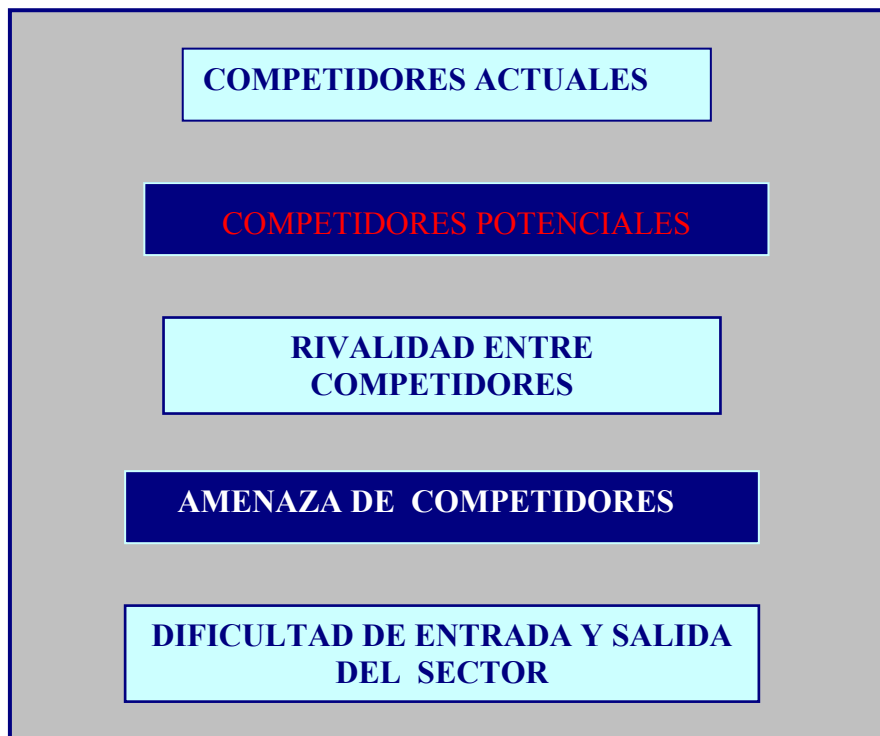 COMPETIDORES ACTUALES
COMPETIDORES POTENCIALES
RIVALIDAD ENTRE
COMPETIDORES
AMENAZA DE COMPETIDORES
DIFICULTAD DE ENTRADA Y SALIDA
DEL SECTOR